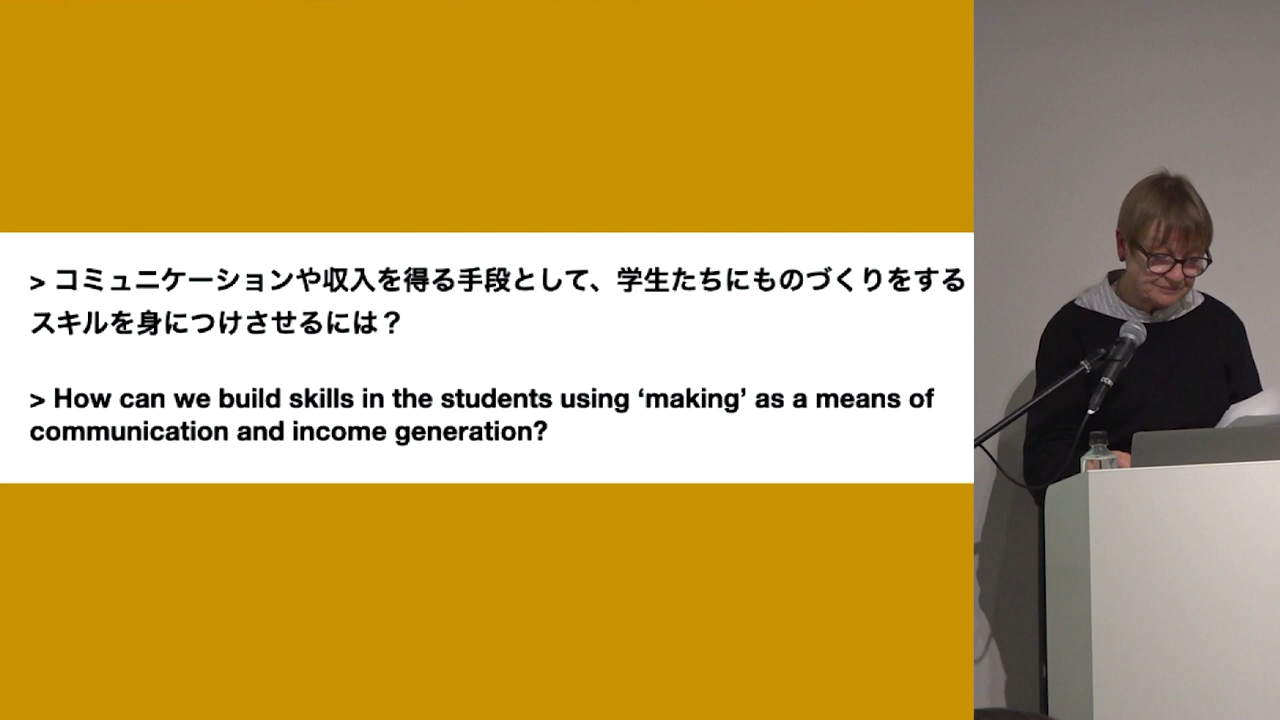 > コミュニケーションや収入を得る手段として、学生たちにものづくりをする
スキルを身につけさせるには？
> How can we build skills in the students using ‘making’ as a means of
communication and income generation?